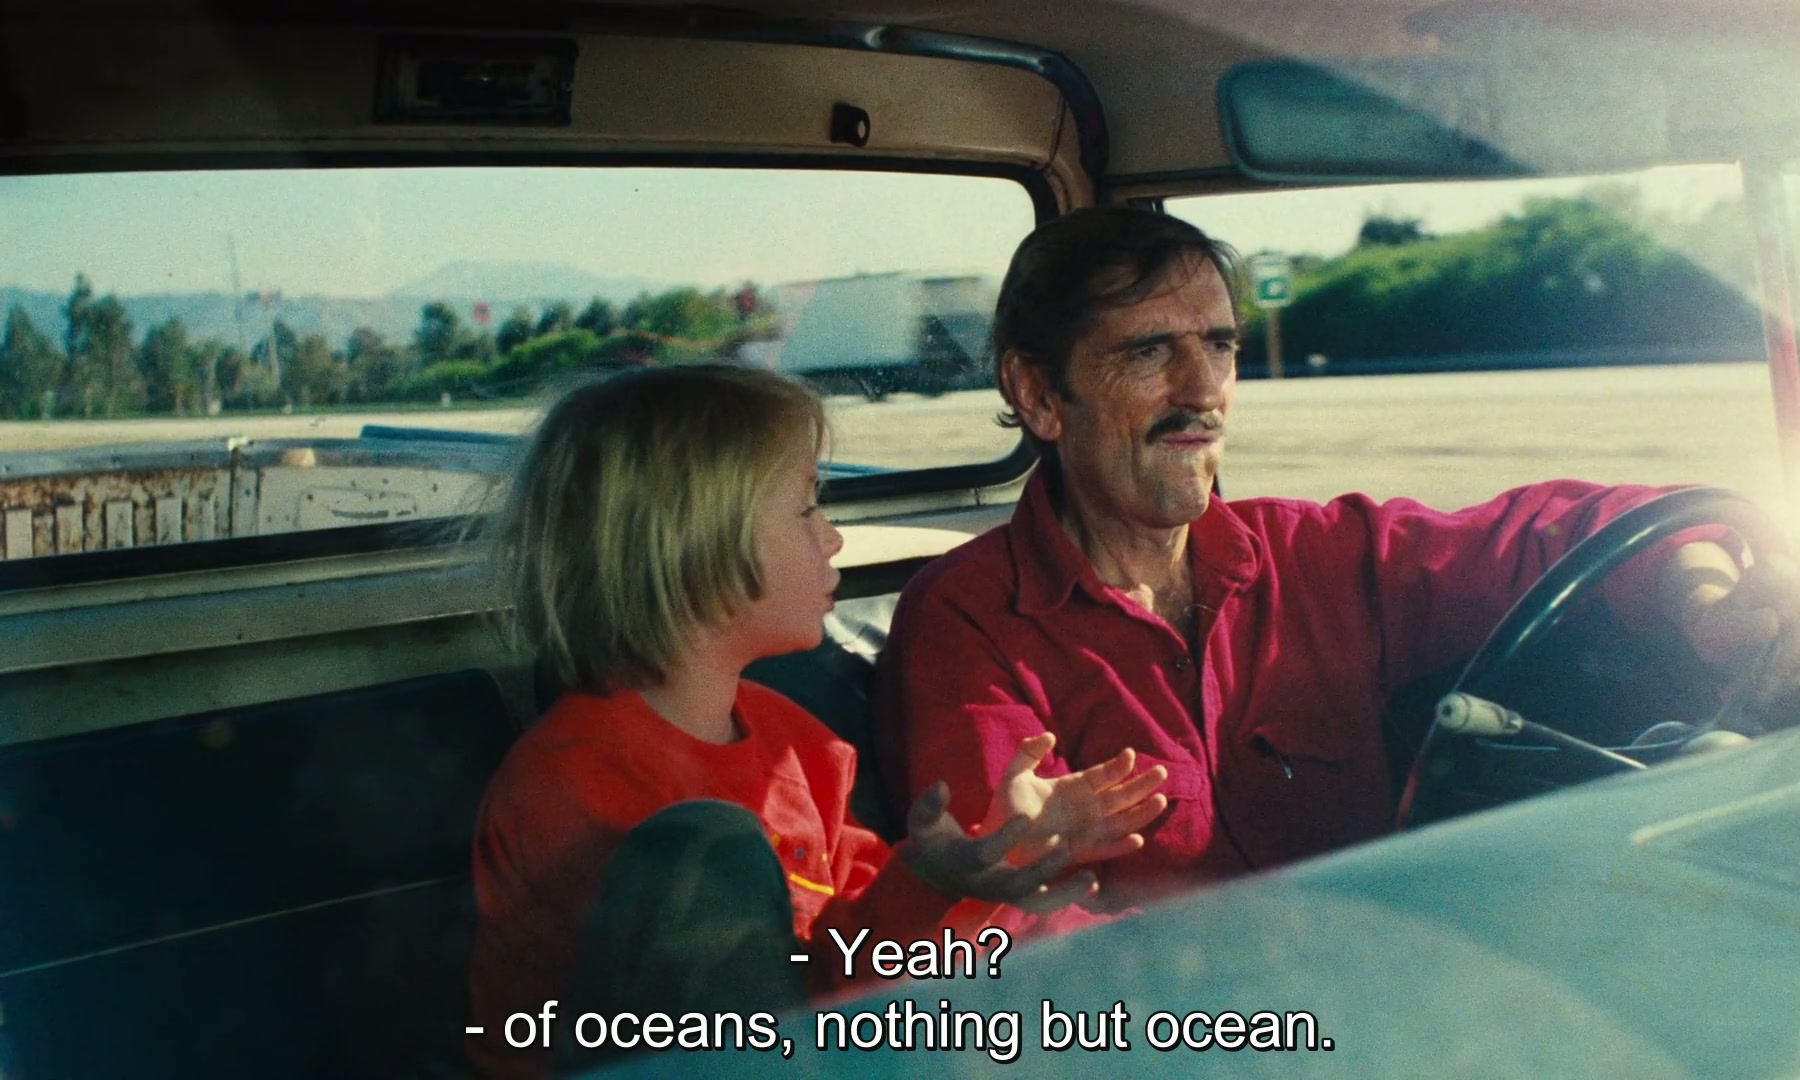 - Yeah?
- of oceans, nothing but ocean.